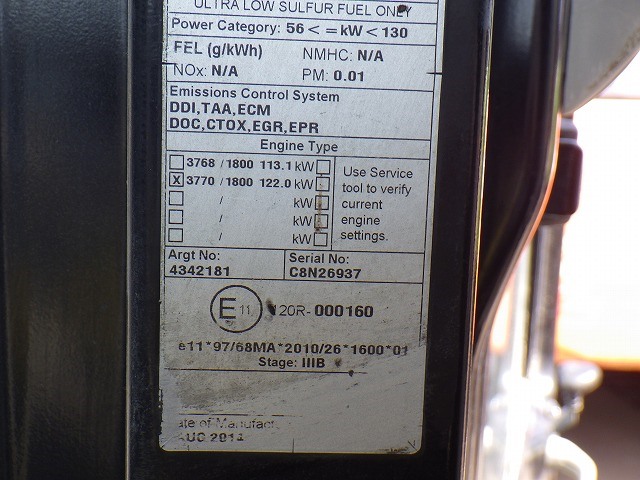 ULTRA LOW SULFUR FUEL ONLY
Power Category: 56 < =kW < 130
FEL (g/kWh) NMHC: N/A
NOx: N/A PM: 0.01
Emissions Control System
DDI,TAA,ECM
DOC,CTOX,EGR,EPR
Engine Type
3768 / 1800 113.1 kW
X 3770 / 1800 122.0 kW
/ kW
/ kW
/ kW
Use Service
tool to verify
current
engine
settings.
Argt No: Serial No:
4342181 C8N26937
E 11 120R- 000160
e11*97/68MA*2010/26*1600*01
Stage: IIIB
ate of Manufact
AUG 2014